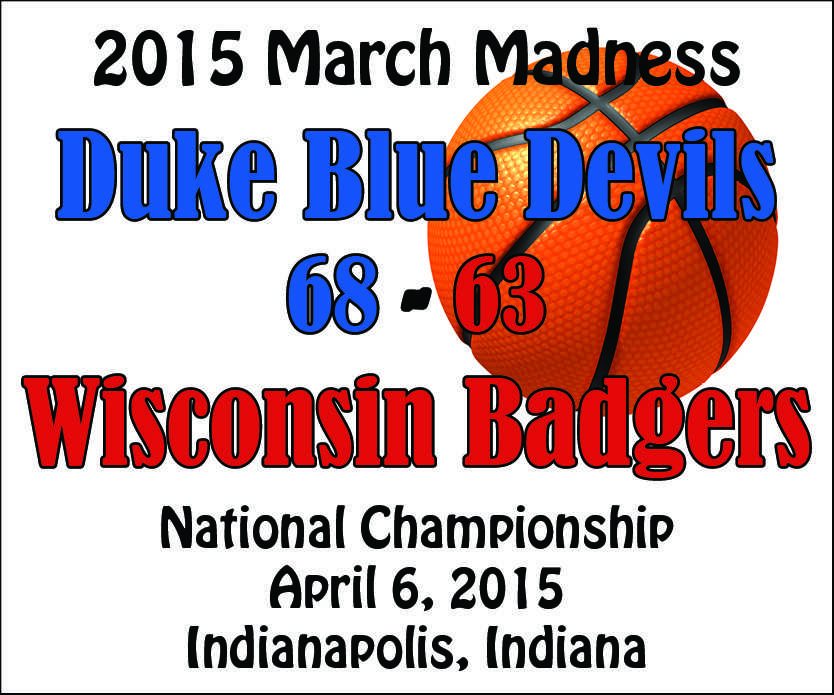 2015 March Madness
Duke Blue Devils
68 - 63
Wisconsin Badgers
National Championship
April 6, 2015
Indianapolis, Indiana